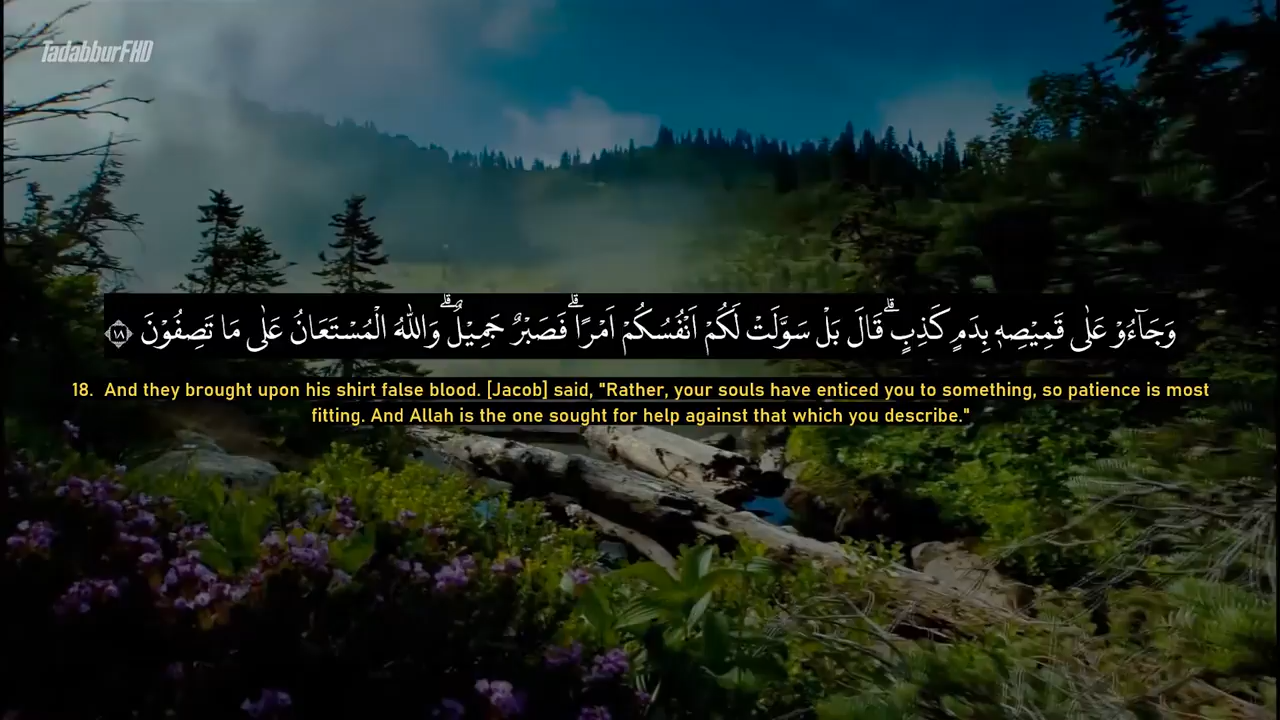 TadabburFHD
وَجَآءُوْ عَلٰى قَمِيْصِهٖ بِدَمٍ كَذِبٍۗ قَالَ بَلْ سَوَّلَتْ لَكُمْ اَنْفُسُكُمْ اَمْرًاۗ فَصَبْرٌ جَمِيْلٌۗ وَاللّٰهُ الْمُسْتَعَانُ عَلٰى مَا تَصِفُوْنَ ١٨
18. And they brought upon his shirt false blood. [Jacob] said, "Rather, your souls have enticed you to something, so patience is most
fitting. And Allah is the one sought for help against that which you describe."